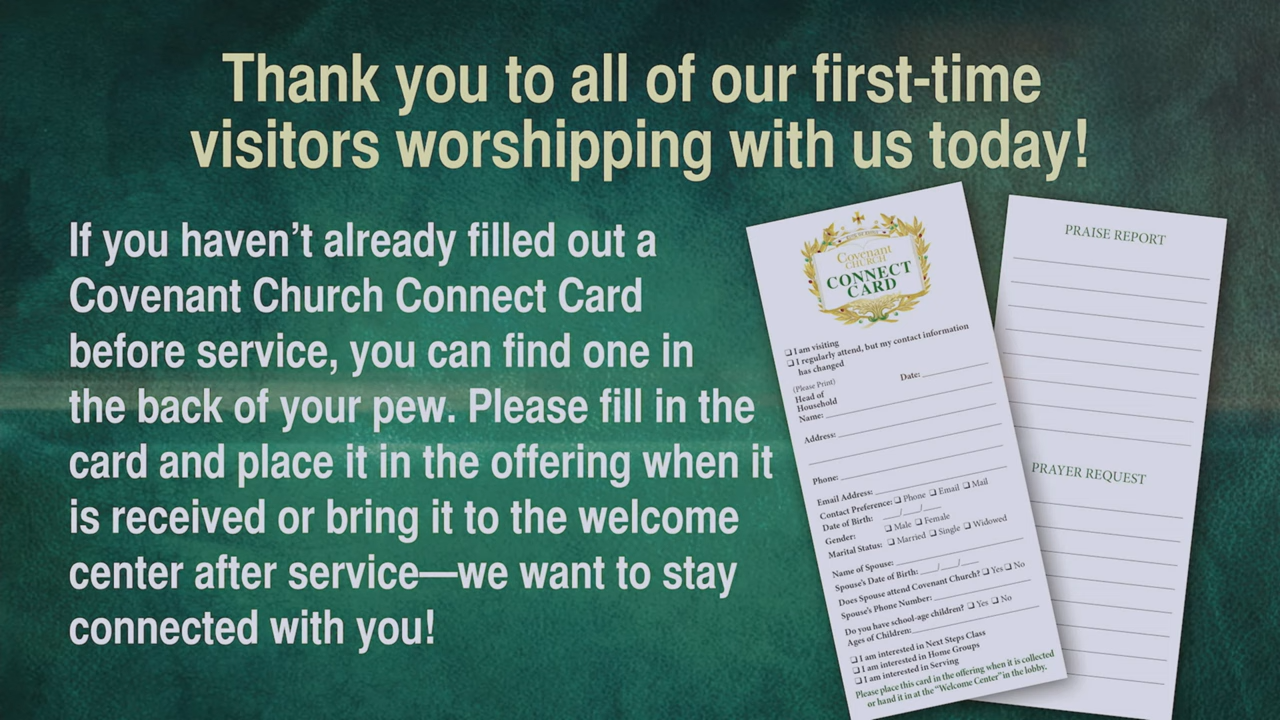 Thank you to all of our first-time
visitors worshipping with us today!
If you haven’t already filled out a
Covenant Church Connect Card
before service, you can find one in
the back of your pew. Please fill in the
card and place it in the offering when it
is received or bring it to the welcome
center after service—we want to stay
connected with you!
Covenant
CHURCH
CONNECT
CARD
❏ I am visiting
❏ I regularly attend, but my contact information
has changed
(Please Print)
Date:
Head of
Household
Name:
Address:
Phone:
Email Address:
Contact Preference: ❏ Phone ❏ Email ❏ Mail
Date of Birth: ___/___/___
Gender: ❏ Male ❏ Female
Marital Status: ❏ Married ❏ Single ❏ Widowed
Name of Spouse:
Spouse's Date of Birth: ___/___/___
Does Spouse attend Covenant Church? ❏ Yes ❏ No
Spouse's Phone Number:
Do you have school-age children? ❏ Yes ❏ No
Ages of Children:
❏ I am interested in Next Steps Class
❏ I am interested in Home Groups
❏ I am interested in Serving
Please place this card in the offering when it is collected
or hand it in at the "Welcome Center" in the lobby.
PRAISE REPORT
PRAYER REQUEST